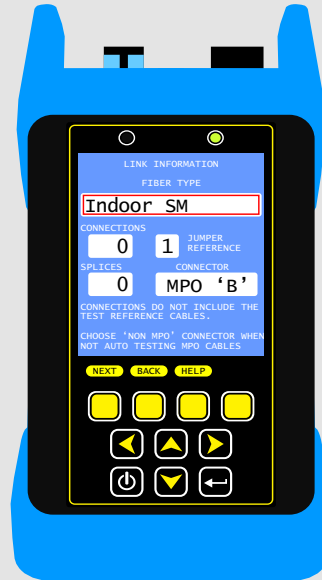 LINK INFORMATION
FIBER TYPE
Indoor SM
CONNECTIONS
0 1 JUMPER
REFERENCE
SPLICES CONNECTOR
0 MPO ‘B’
CONNECTIONS DO NOT INCLUDE THE
TEST REFERENCE CABLES.
CHOOSE ‘NON MPO’ CONNECTOR WHEN
NOT AUTO TESTING MPO CABLES
NEXT BACK HELP